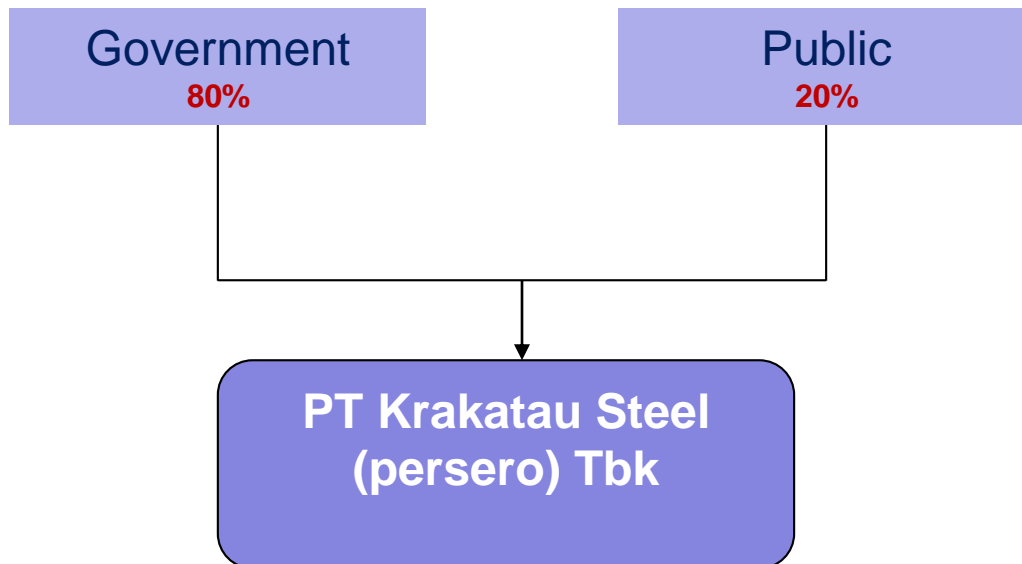 Government
80%
Public
20%
PT Krakatau Steel
(persero) Tbk